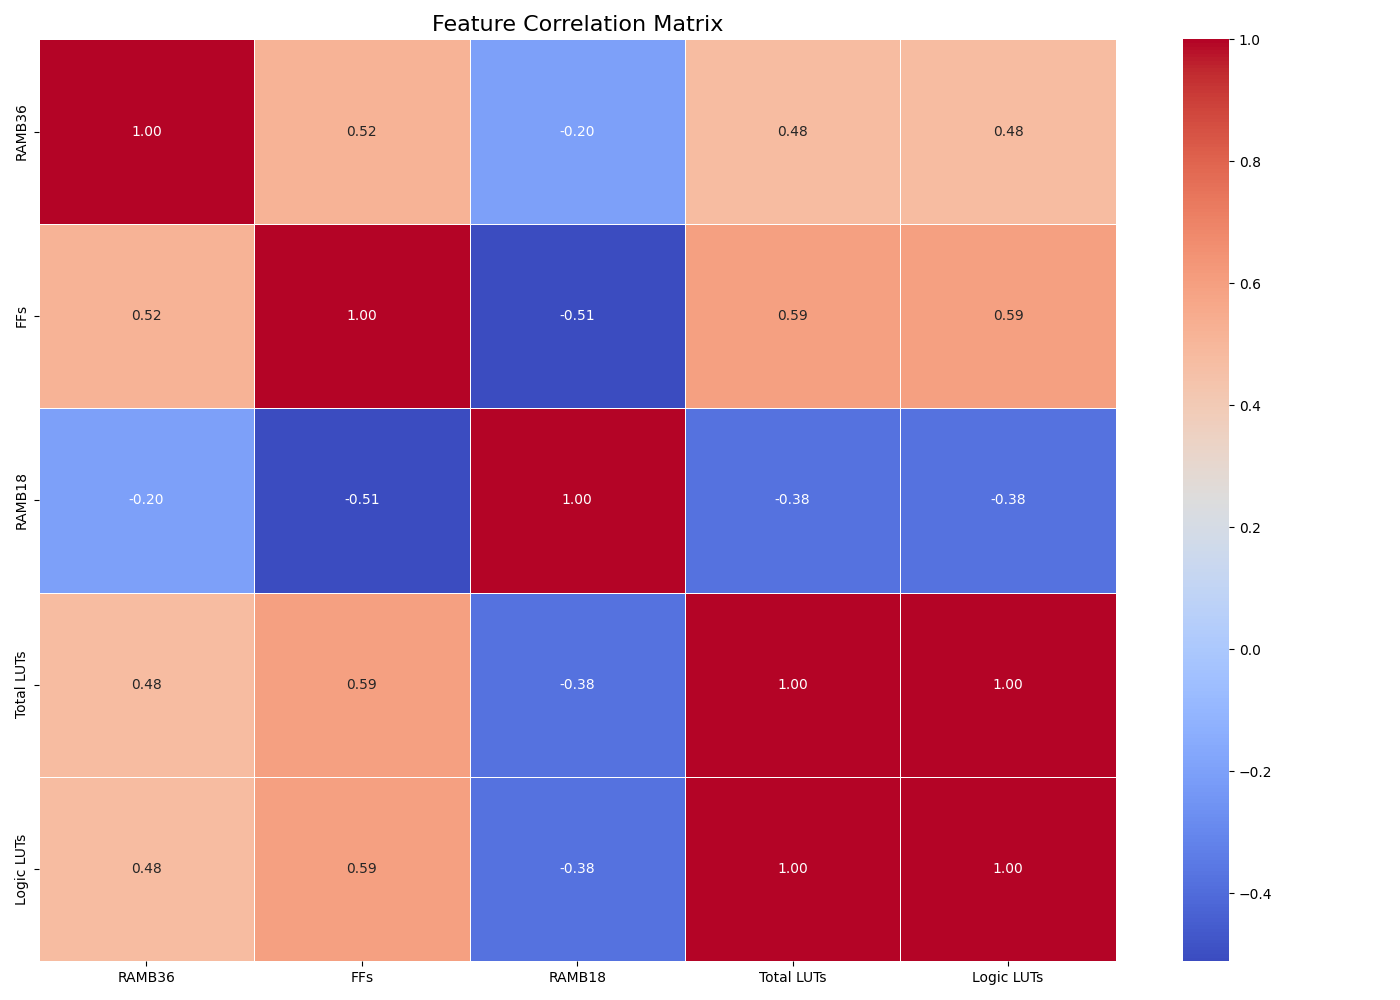 Feature Correlation Matrix
RAMB36 1.00 0.52 -0.20 0.48 0.48
FFs 0.52 1.00 -0.51 0.59 0.59
RAMB18 -0.20 -0.51 1.00 -0.38 -0.38
Total LUTs 0.48 0.59 -0.38 1.00 1.00
Logic LUTs 0.48 0.59 -0.38 1.00 1.00
RAMB36 FFs RAMB18 Total LUTs Logic LUTs
1.0
0.8
0.6
0.4
0.2
0.0
−0.2
−0.4